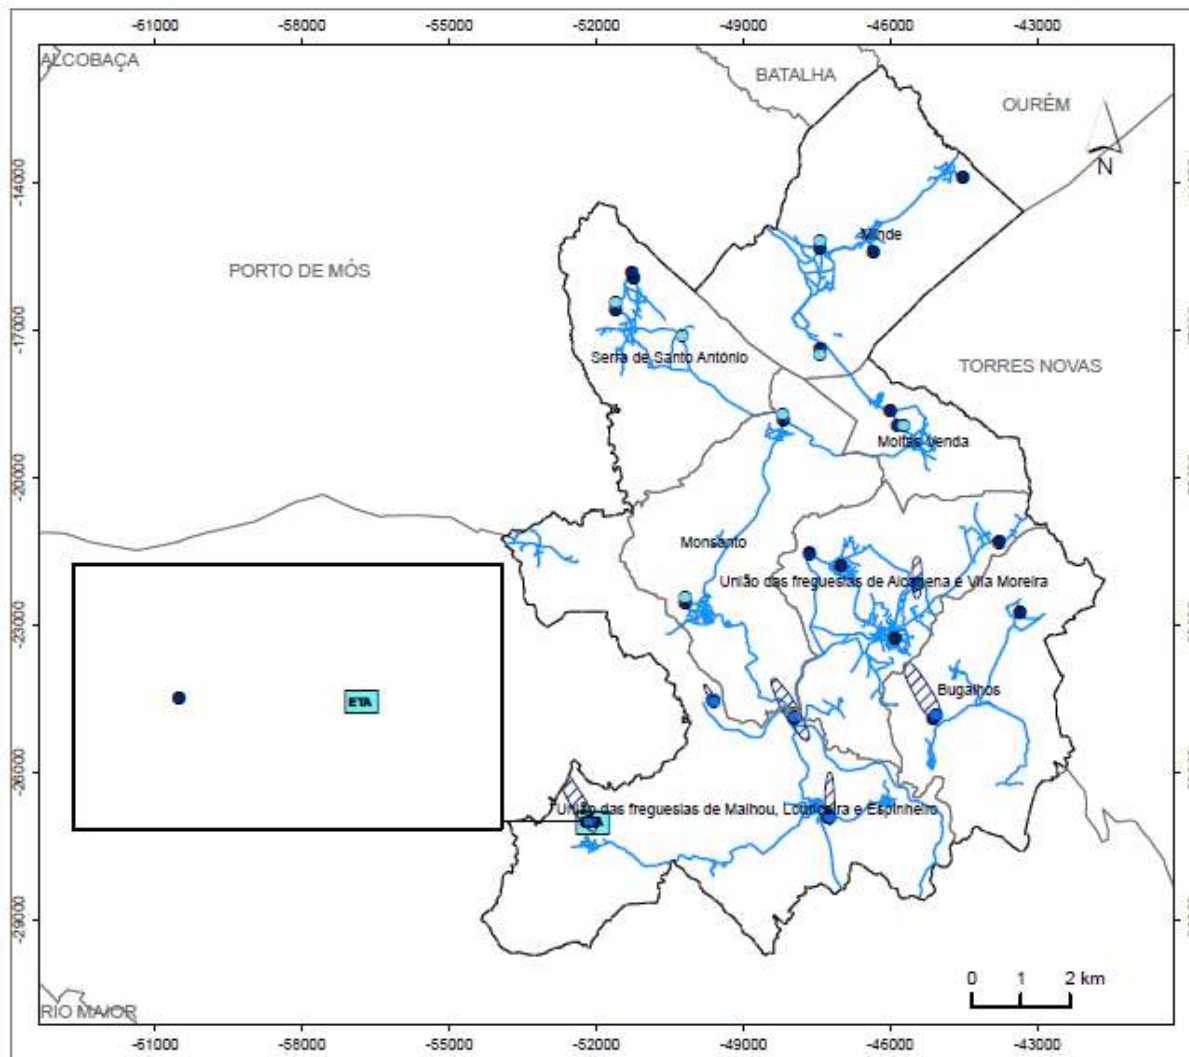 -61000 -58000 -55000 -52000 -49000 -46000 -43000
ALCOBAÇA
BATALHA
OURÉM
N
-14000
Minde
PORTO DE MÓS
-17000
Serra de Santo António
TORRES NOVAS
Moitas Venda
-20000
Monsanto
União das freguesias de Alcanena e Vila Moreira
-23000
Bugalhos
ETA
-26000
União das freguesias de Malhou, Louriceira e Espinheiro
-29000
0 1 2 km
RIO MAIOR
-61000 -58000 -55000 -52000 -49000 -46000 -43000